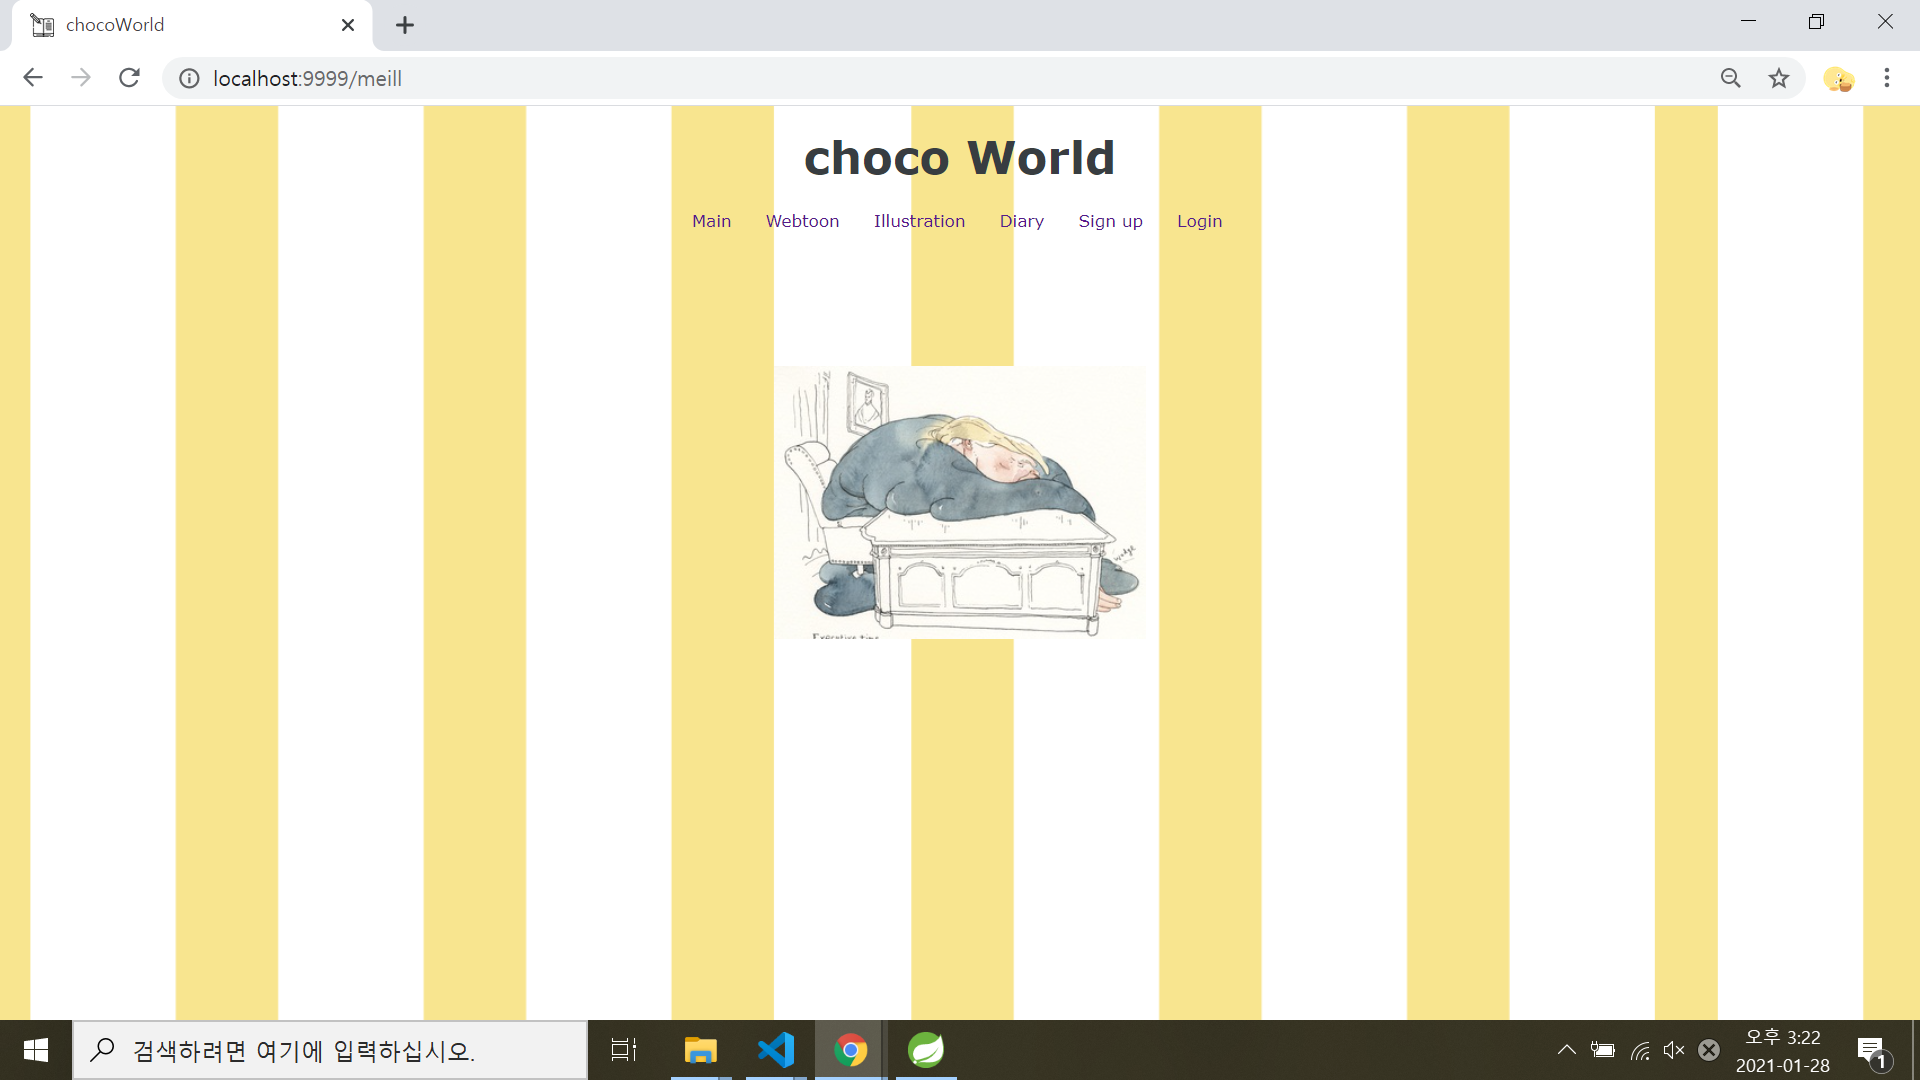 chocoWorld
localhost:9999/meill
choco World
Main Webtoon Illustration Diary Sign up Login
Executive time
검색하려면 여기에 입력하십시오.
오후 3:22
2021-01-28
1